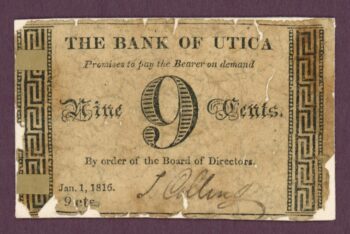 THE BANK OF UTICA
Promises to pay the Bearer on demand
Nine 9 Cents.
By order of the Board of Directors.
Jan. 1, 1816.
9 cts.